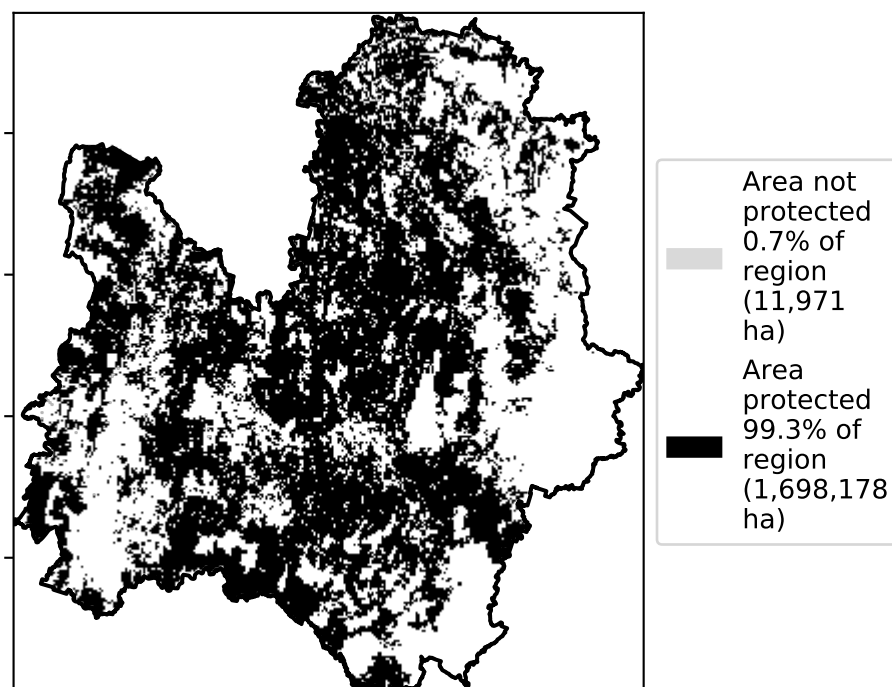 Area not
protected
0.7% of
region
(11,971
ha)
Area
protected
99.3% of
region
(1,698,178
ha)